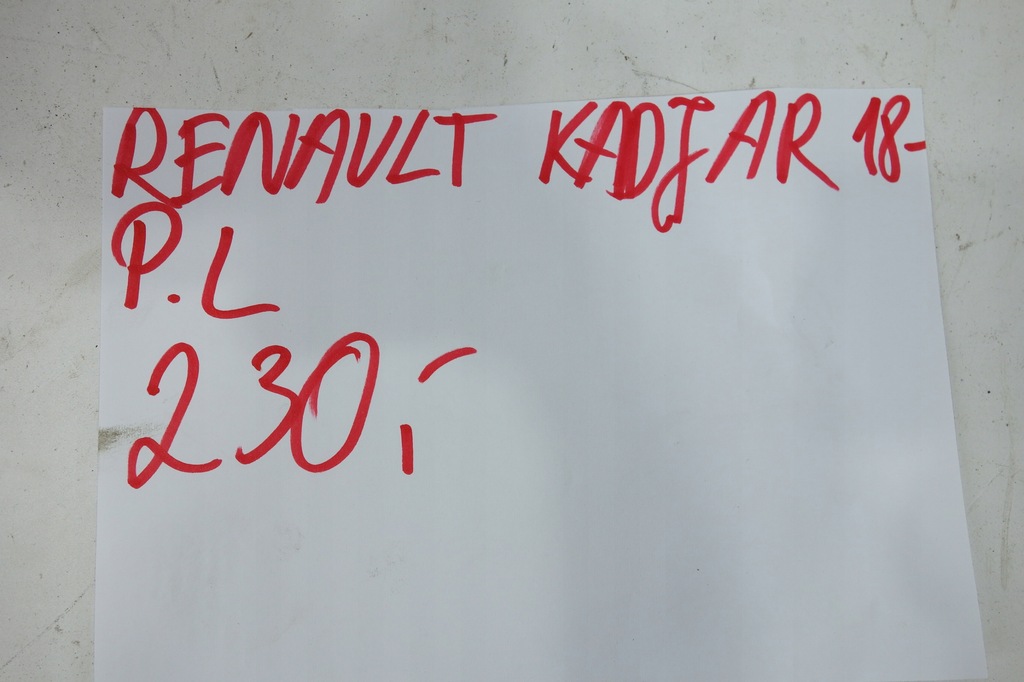 RENAULT KADJAR 18-
P.L
230,-